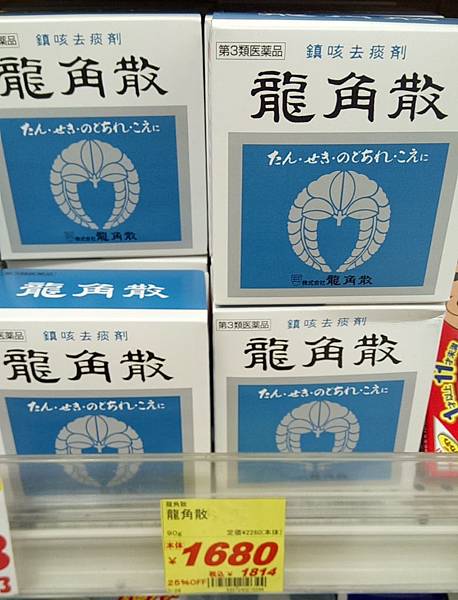 医薬品
鎮咳去痰剤
龍角散
たん・せき・のどあれ・こえに
株式会社 龍角散
第3類医薬品
鎮咳去痰剤
龍角散
たん・せき・のどあれ・こえに
株式会社 龍角散
龍角散
医薬品
鎮咳去痰剤
龍角散
たん・せき・のどあれ・こえに
第3類医薬品
鎮咳去痰剤
龍角散
たん・せき・のどあれ・こえに
龍角散
龍角散
90g 定価¥2280(本体)
本体
¥1680
税込 ¥ 1814
25%OFF